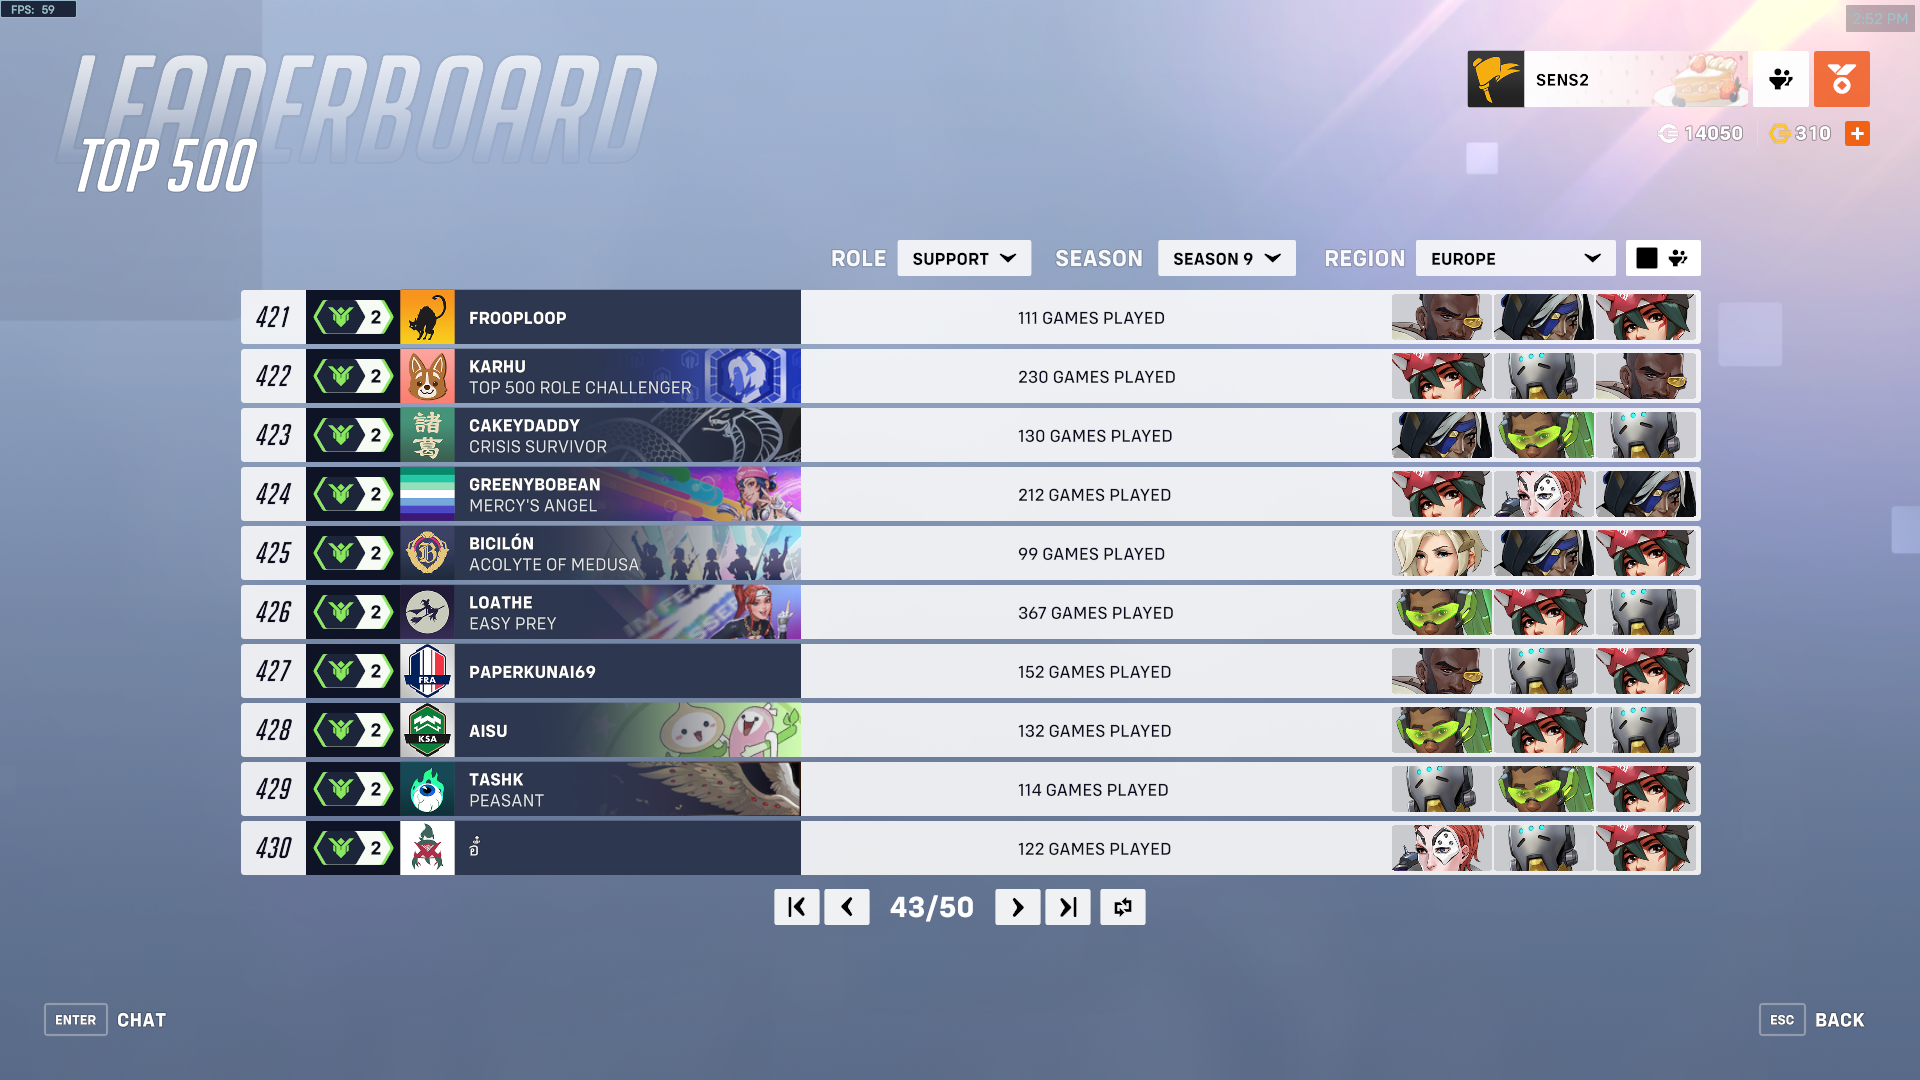 FPS: 59
2:52 PM
LEADERBOARD
TOP 500
SENS2
14050
310
ROLE SUPPORT SEASON SEASON 9 REGION EUROPE
421 2 FROOPLOOP 111 GAMES PLAYED
422 2 KARHU 230 GAMES PLAYED
TOP 500 ROLE CHALLENGER
423 2 諸葛 CAKEYDADDY 130 GAMES PLAYED
CRISIS SURVIVOR
424 2 GREENYBOBEAN 212 GAMES PLAYED
MERCY'S ANGEL
425 2 B BICILÓN 99 GAMES PLAYED
ACOLYTE OF MEDUSA
426 2 LOATHE 367 GAMES PLAYED
EASY PREY
427 2 FRA PAPERKUNAI69 152 GAMES PLAYED
428 2 KSA AISU 132 GAMES PLAYED
429 2 TASHK 114 GAMES PLAYED
PEASANT
430 2 122 GAMES PLAYED
43/50
ENTER CHAT
ESC BACK